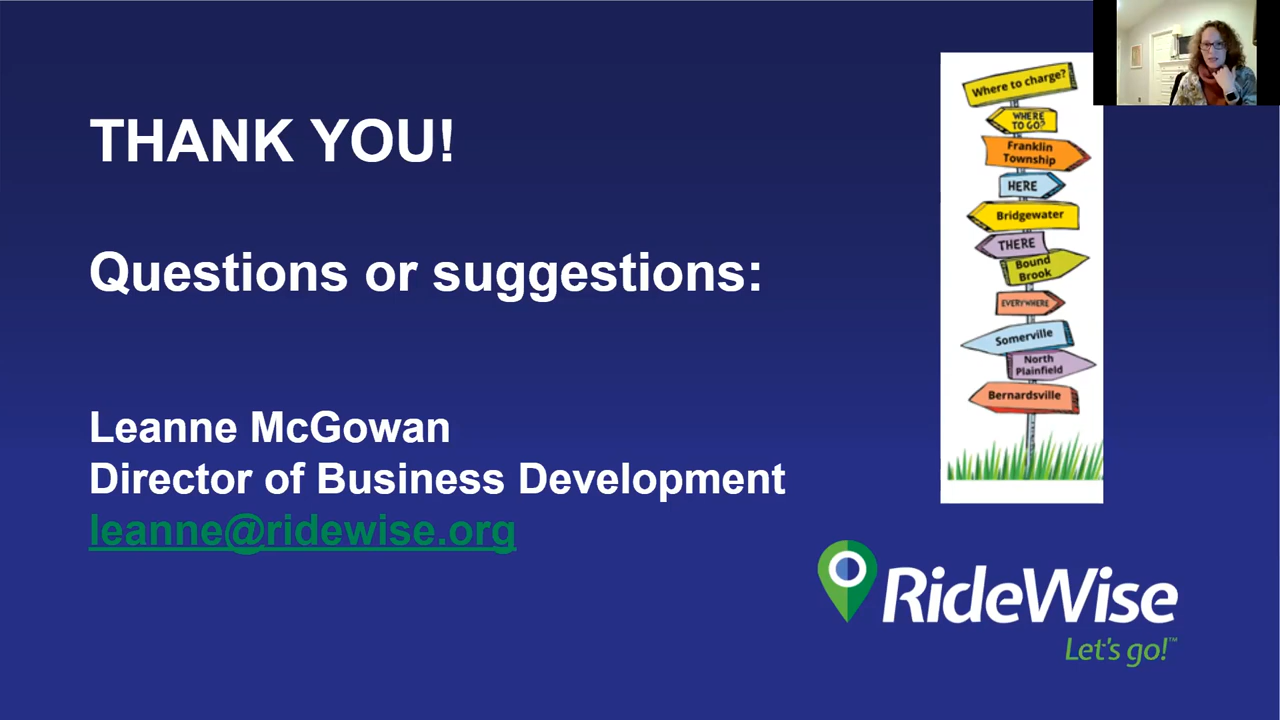 THANK YOU!
Questions or suggestions:
Leanne McGowan
Director of Business Development
leanne@ridewise.org
Where to charge?
WHERE
TO GO?
Franklin
Township
HERE
Bridgewater
THERE
Bound
Brook
EVERYWHERE
Somerville
North
Plainfield
Bernardsville
RideWise
Let's go!™